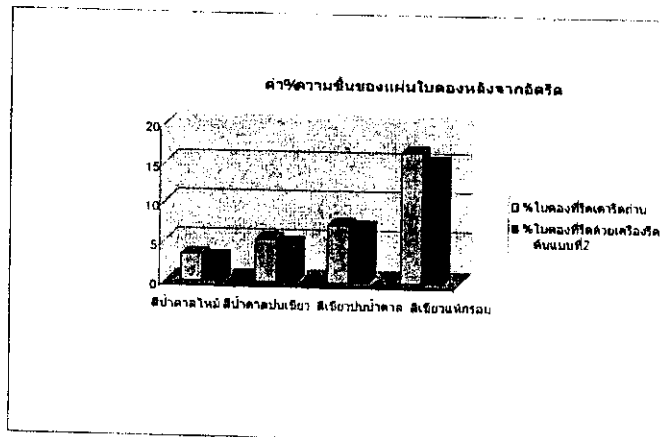 ค่า%ความชื้นของแผ่นใบตองหลังจากอัดรีด
20
15
10
5
0
สีน้ำตาลไหม้ สีน้ำตาลปนเขียว สีเขียวปนน้ำตาล สีเขียวแห้กรอบ
%ใบตองที่รีดเตารีดถ่าน
%ใบตองที่รีดด้วยเครื่องรีด
ต้นแบบที่2